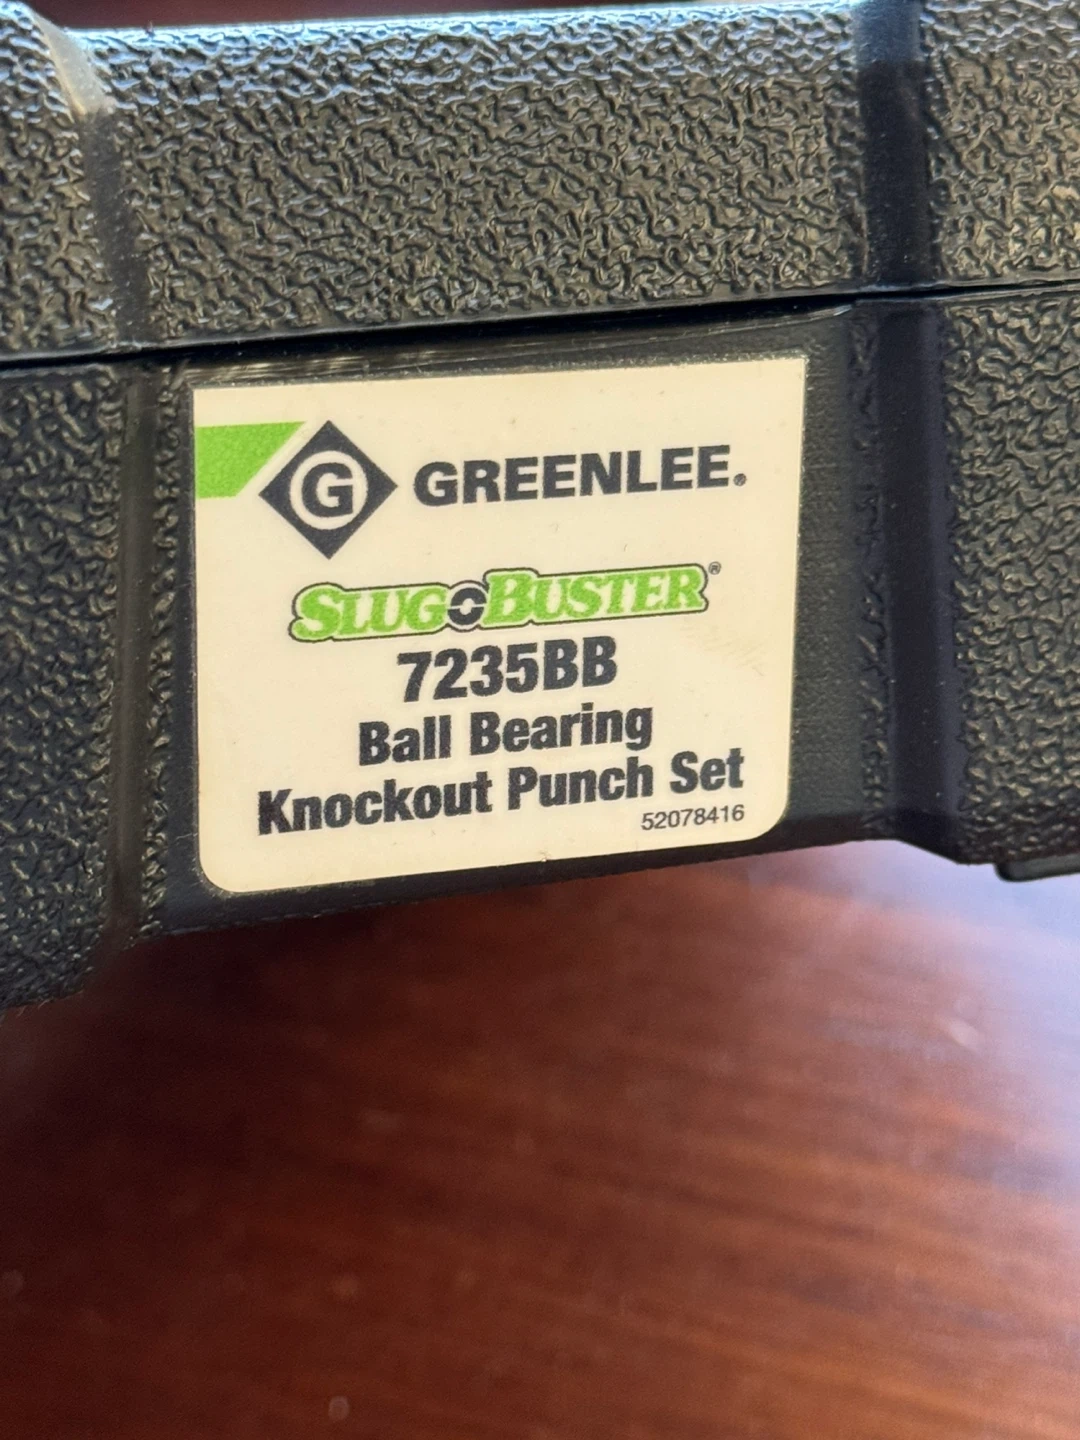 G GREENLEE®
SLUG BUSTER®
7235BB
Ball Bearing
Knockout Punch Set
52078416